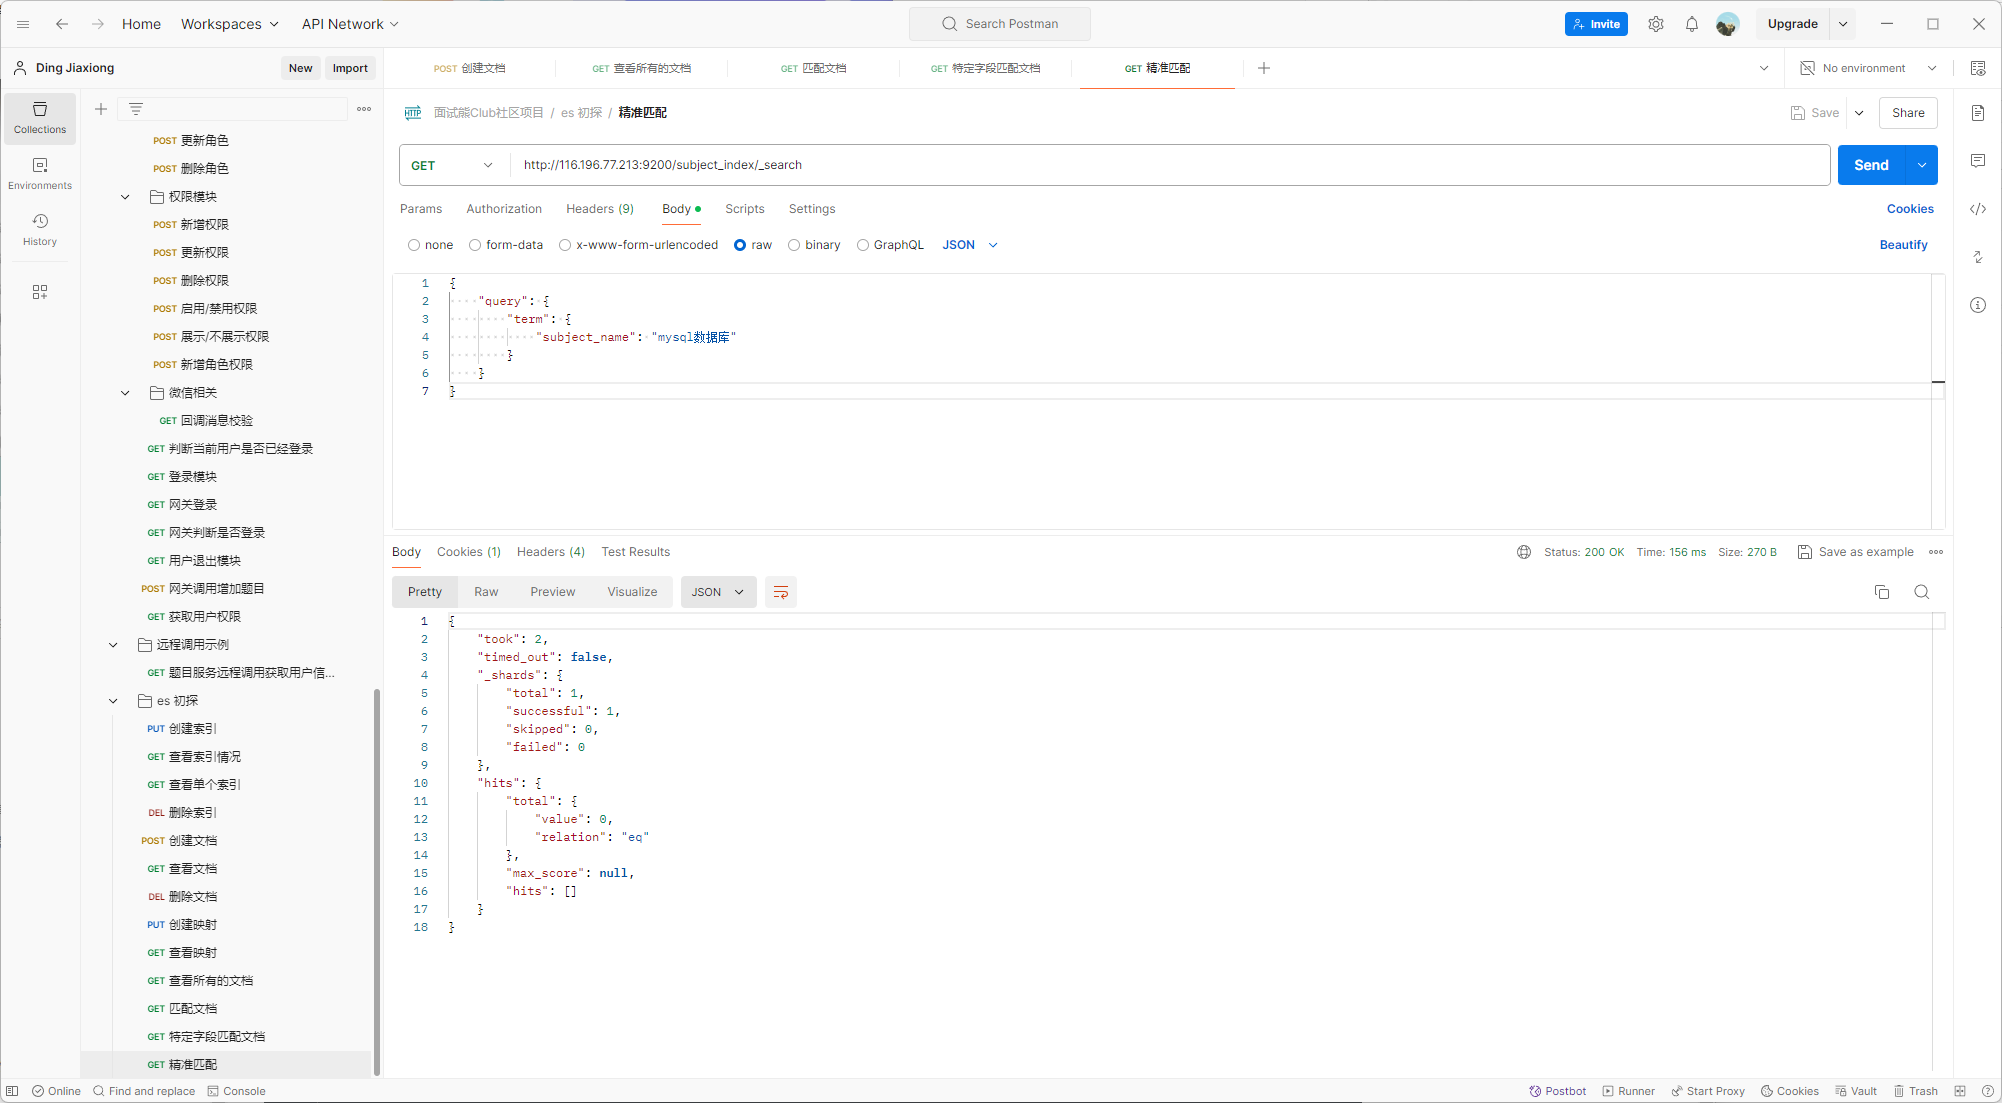 Home Workspaces API Network Search Postman Invite Upgrade
Ding Jiaxiong New Import
POST 创建文档 GET 查看所有的文档 GET 匹配文档 GET 特定字段匹配文档 GET 精准匹配 No environment
Collections
Environments
History
POST 更新角色
POST 删除角色
权限模块
POST 新增权限
POST 更新权限
POST 删除权限
POST 启用/禁用权限
POST 展示/不展示权限
POST 新增角色权限
微信相关
GET 回调消息校验
GET 判断当前用户是否已经登录
GET 登录模块
GET 网关登录
GET 网关判断是否登录
GET 用户退出模块
POST 网关调用增加题目
GET 获取用户权限
远程调用示例
GET 题目服务远程调用获取用户信...
es 初探
PUT 创建索引
GET 查看索引情况
GET 查看单个索引
DEL 删除索引
POST 创建文档
GET 查看文档
DEL 删除文档
PUT 创建映射
GET 查看映射
GET 查看所有的文档
GET 匹配文档
GET 特定字段匹配文档
GET 精准匹配
HTTP 面试熊Club社区项目 / es 初探 / 精准匹配 Save Share
GET http://116.196.77.213:9200/subject_index/_search Send
Params Authorization Headers (9) Body Scripts Settings Cookies
none form-data x-www-form-urlencoded raw binary GraphQL JSON Beautify
1 {
2 "query": {
3 "term": {
4 "subject_name": "mysql数据库"
5 }
6 }
7 }
Body Cookies (1) Headers (4) Test Results Status: 200 OK Time: 156 ms Size: 270 B Save as example
Pretty Raw Preview Visualize JSON
1 {
2 "took": 2,
3 "timed_out": false,
4 "_shards": {
5 "total": 1,
6 "successful": 1,
7 "skipped": 0,
8 "failed": 0
9 },
10 "hits": {
11 "total": {
12 "value": 0,
13 "relation": "eq"
14 },
15 "max_score": null,
16 "hits": []
17 }
18 }
Online Find and replace Console Postbot Runner Start Proxy Cookies Vault Trash